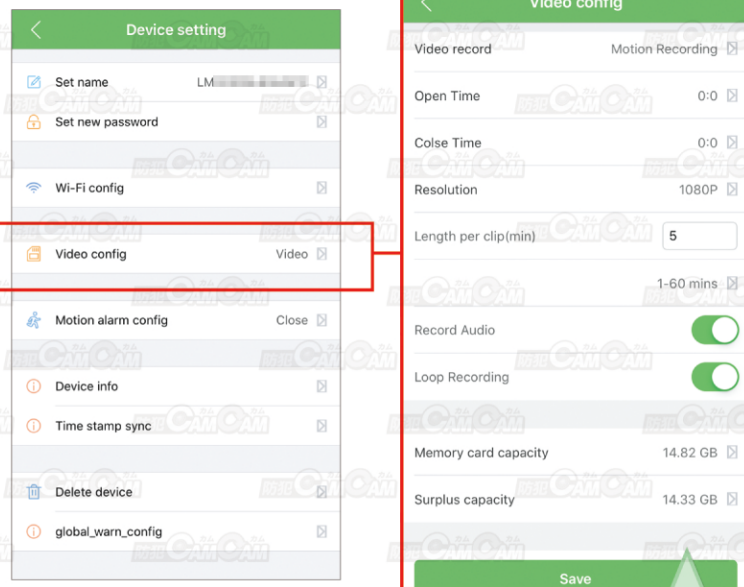 Device setting
Set name LM
Set new password
Wi-Fi config
Video config Video
Motion alarm config Close
Device info
Time stamp sync
Delete device
global_warn_config
Video config
Video record Motion Recording
Open Time 0:0
Colse Time 0:0
Resolution 1080P
Length per clip(min) 5
1-60 mins
Record Audio
Loop Recording
Memory card capacity 14.82 GB
Surplus capacity 14.33 GB
Save
防犯 CAMCAM